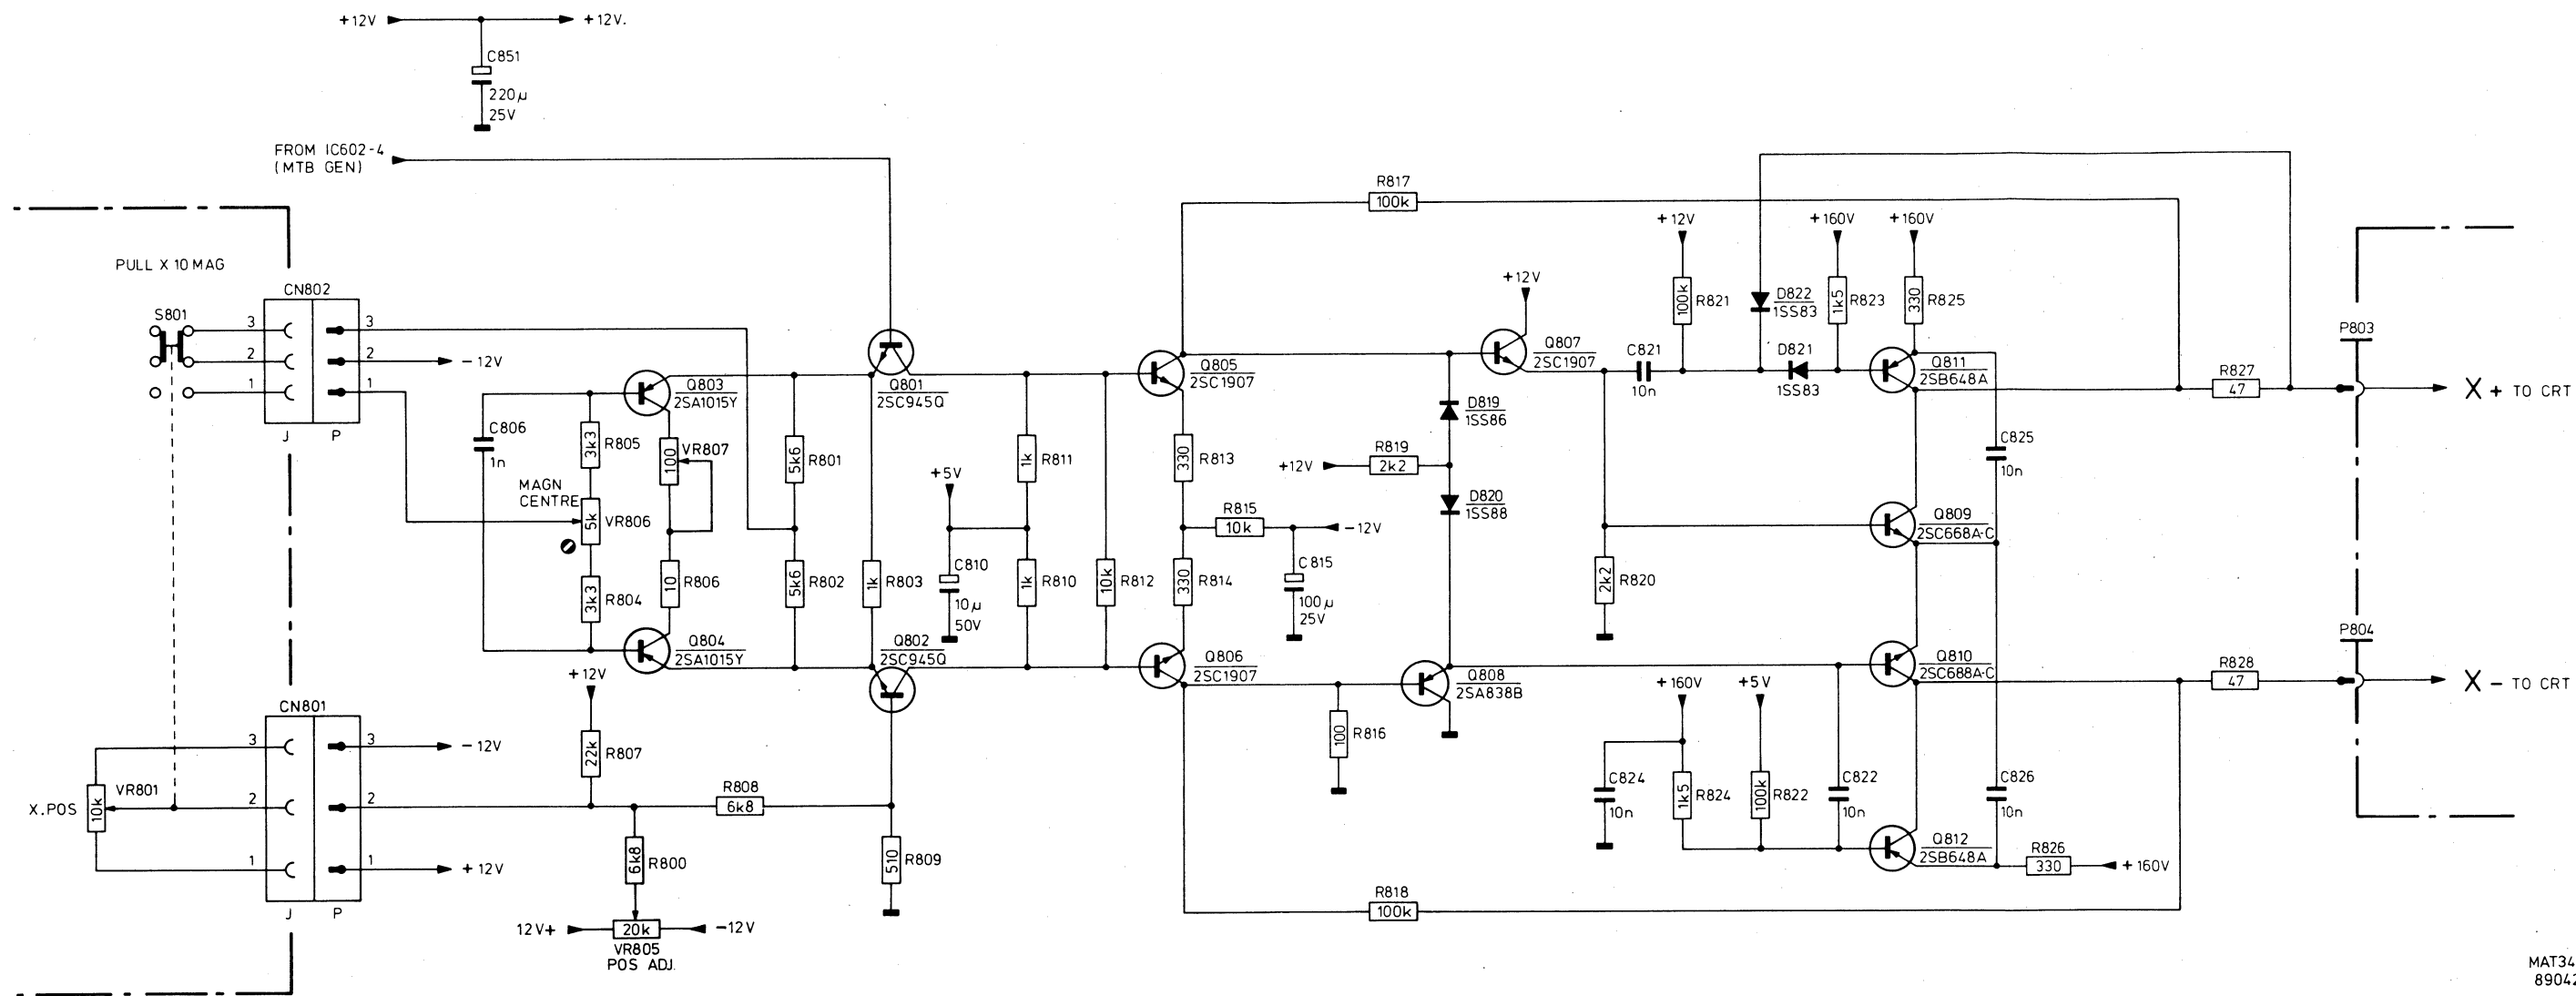 +12V
+12V.
C851
220µ
25V
FROM IC602-4
(MTB GEN)
PULL X 10 MAG
S801
CN802
3
2
1
3
2
1
J
P
-12V
C806
1n
3k3
R805
MAGN
CENTRE
5k
VR806
3k3
R804
Q803
2SA1015Y
100
VR807
10
R806
Q804
2SA1015Y
5k6
R801
5k6
R802
1k
R803
Q801
2SC945Q
Q802
2SC945Q
+5V
C810
10µ
50V
1k
R811
1k
R810
10k
R812
+12V
22k
R807
R808
6k8
6k8
R800
510
R809
12V+
20k
-12V
VR805
POS ADJ.
CN801
3
2
1
3
2
1
J
P
-12V
+12V
X.POS
10k
VR801
Q805
2SC1907
330
R813
R815
10k
-12V
330
R814
C815
100µ
25V
Q806
2SC1907
R817
100k
+12V
R819
2k2
D819
1SS86
D820
1SS88
100
R816
Q808
2SA838B
R818
100k
+12V
Q807
2SC1907
C821
10n
2k2
R820
+12V
100k
R821
D822
1SS83
D821
1SS83
+160V
1k5
R823
+160V
330
R825
Q811
2SB648A
C825
10n
Q809
2SC668A-C
Q810
2SC688A-C
+160V
+5V
C824
10n
1k5
R824
100k
R822
C822
10n
C826
10n
Q812
2SB648A
R826
330
+160V
R827
47
R828
47
P803
P804
X + TO CRT
X - TO CRT
MAT34
89042